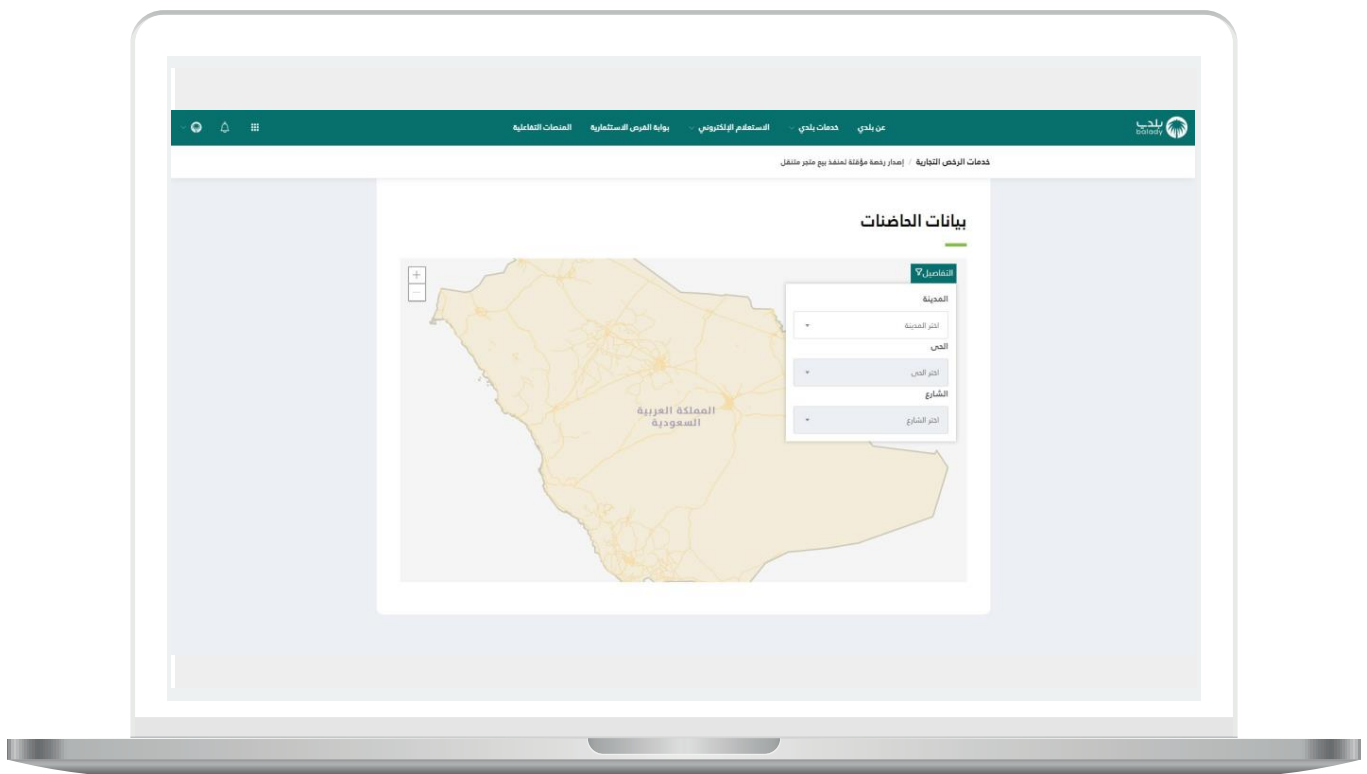 بلدي
balady
عن بلدي
خدمات بلدي
الاستعلام الإلكتروني
بوابة الفرص الاستثمارية
المنصات التفاعلية
خدمات الرخص التجارية / إصدار رخصة مؤقتة لمنفذ بيع متجر متنقل
بيانات الحاضنات
التفاصيل
المدينة
اختر المدينة
الحي
اختر الحي
الشارع
اختر الشارع
المملكة العربية
السعودية